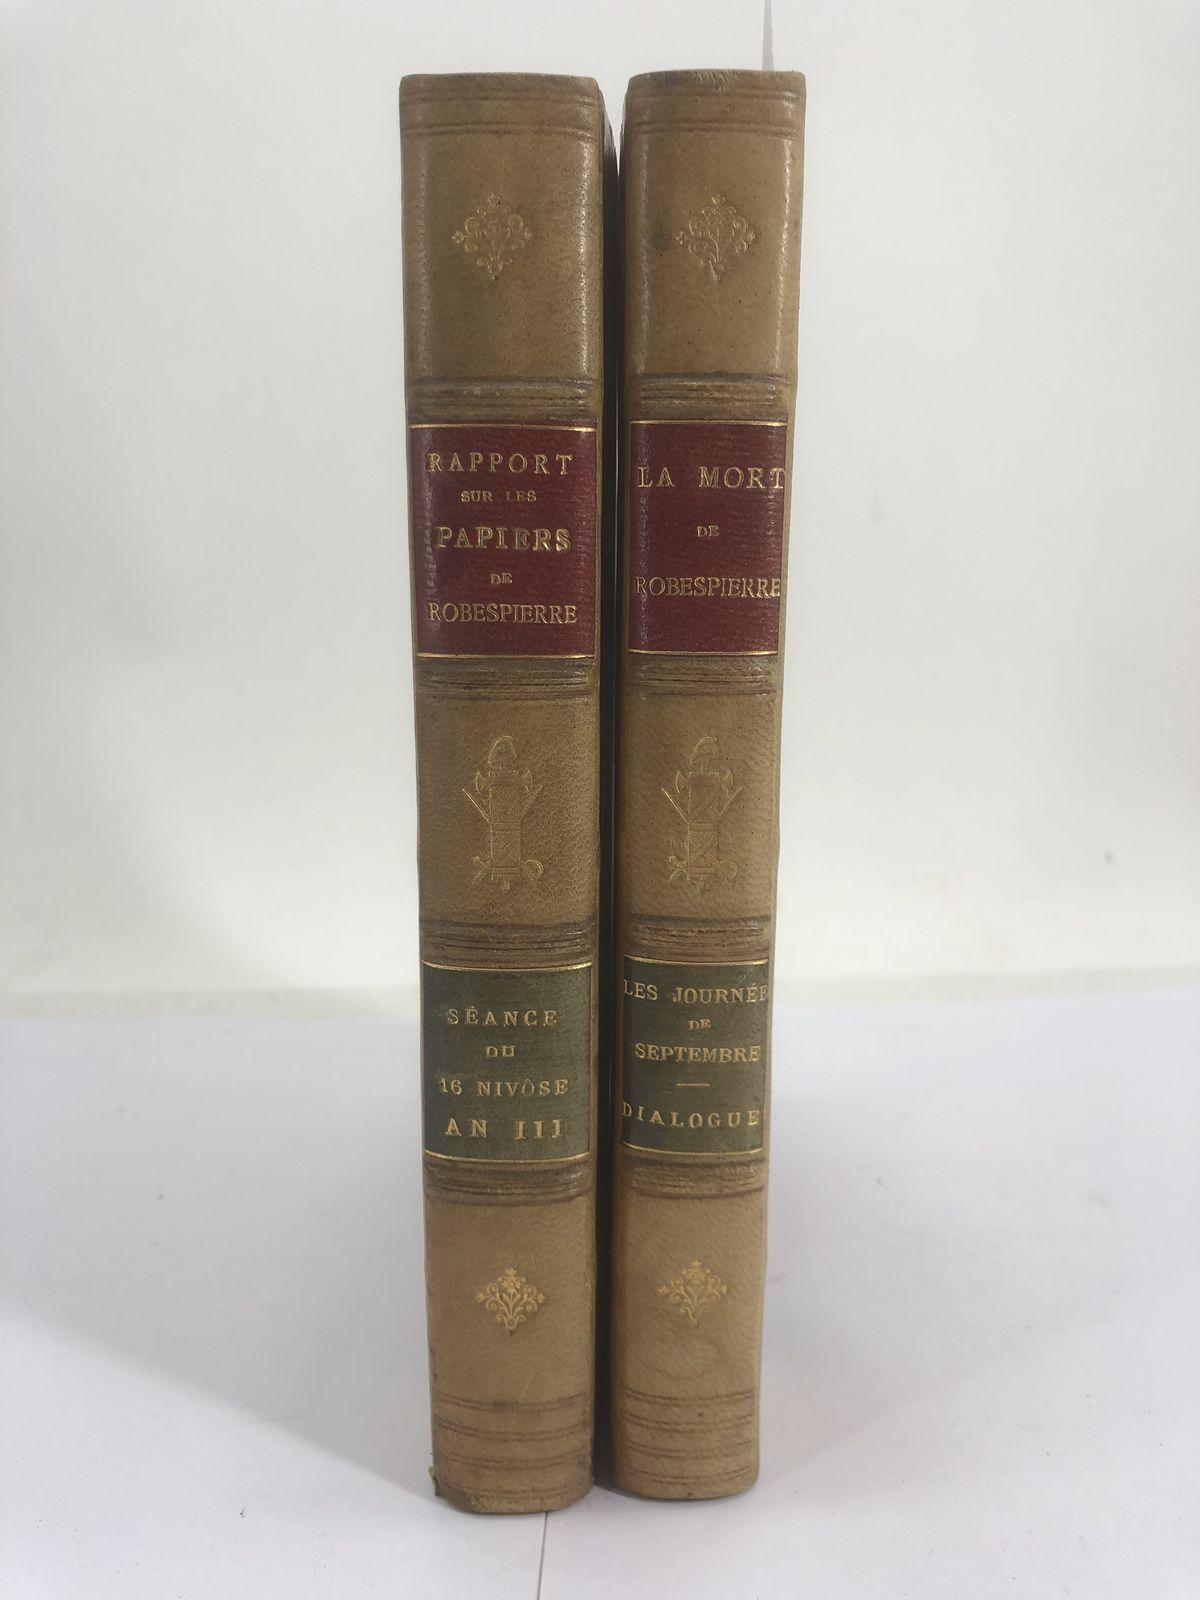 RAPPORT
SUR LES
PAPIERS
DE
ROBESPIERRE
SÉANCE
DU
16 NIVÔSE
AN III
LA MORT
DE
ROBESPIERRE
LES JOURNÉE
DE
SEPTEMBRE
DIALOGUE